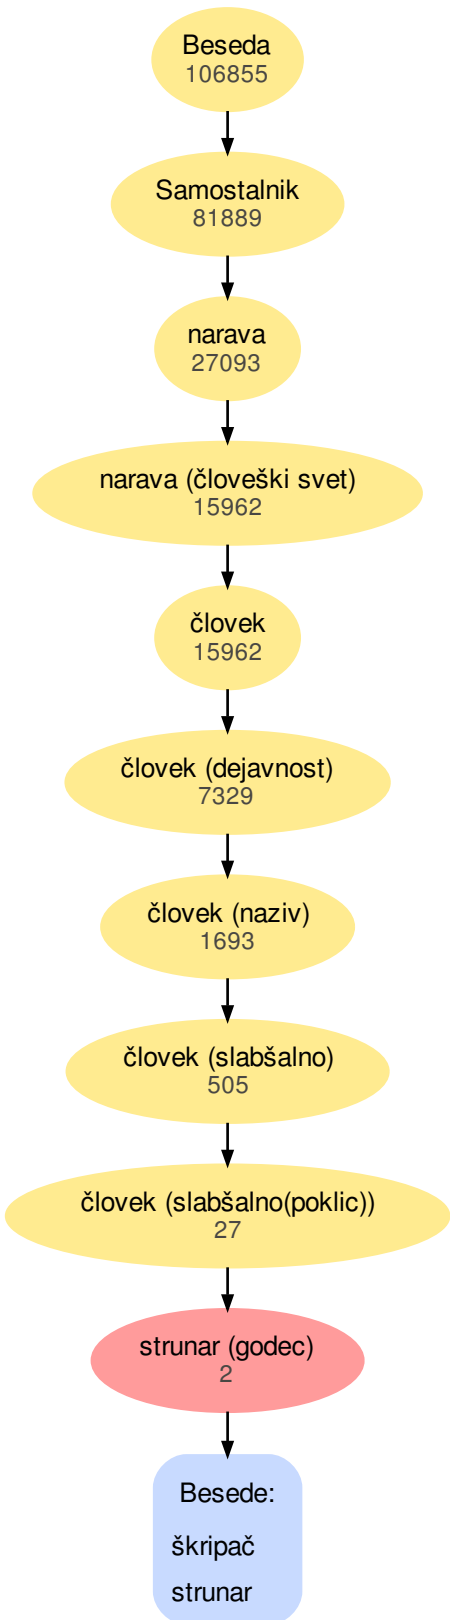 Beseda
106855
Samostalnik
81889
narava
27093
narava (človeški svet)
15962
človek
15962
človek (dejavnost)
7329
človek (naziv)
1693
človek (slabšalno)
505
človek (slabšalno(poklic))
27
strunar (godec)
2
Besede:
škripač
strunar